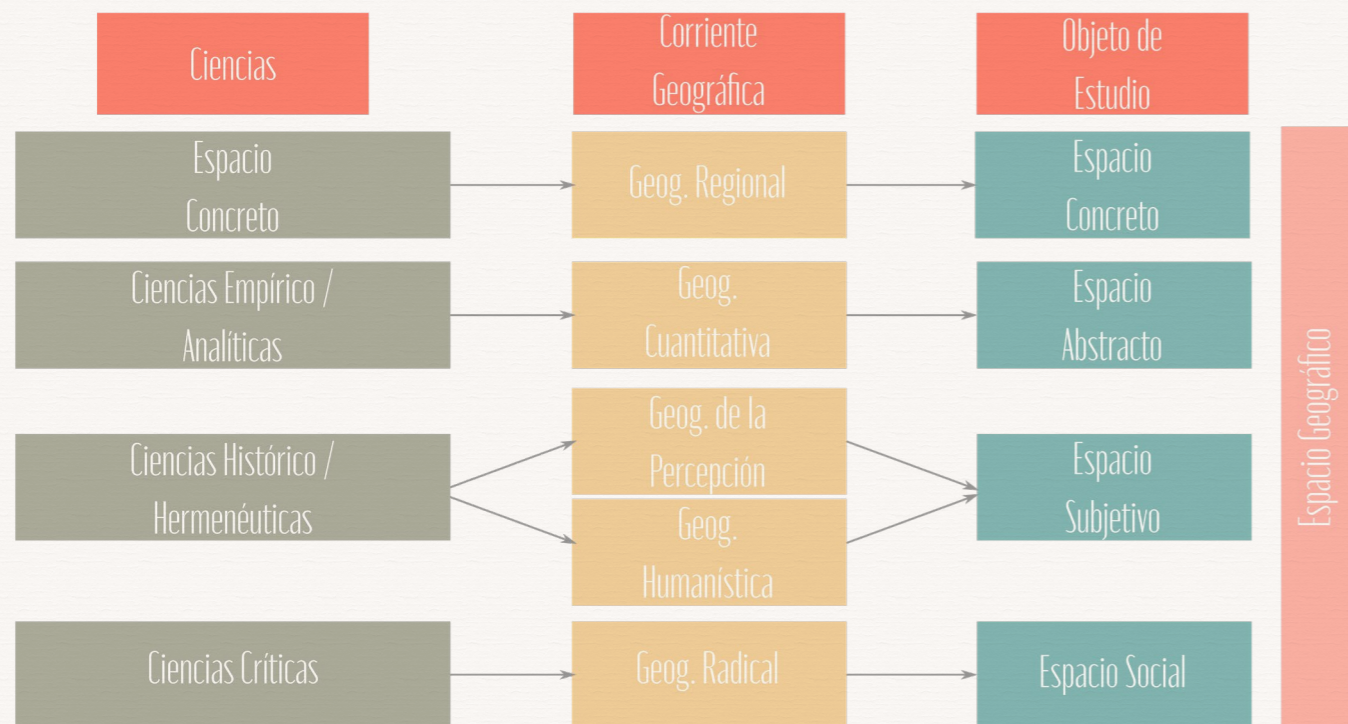 Ciencias
Corriente
Geográfica
Objeto de
Estudio
Espacio
Concreto
Geog. Regional
Espacio
Concreto
Ciencias Empírico /
Analíticas
Geog.
Cuantitativa
Espacio
Abstracto
Ciencias Histórico /
Hermenéuticas
Geog. de la
Percepción
Geog.
Humanística
Espacio
Subjetivo
Ciencias Críticas
Geog. Radical
Espacio Social
Espacio Geográfico